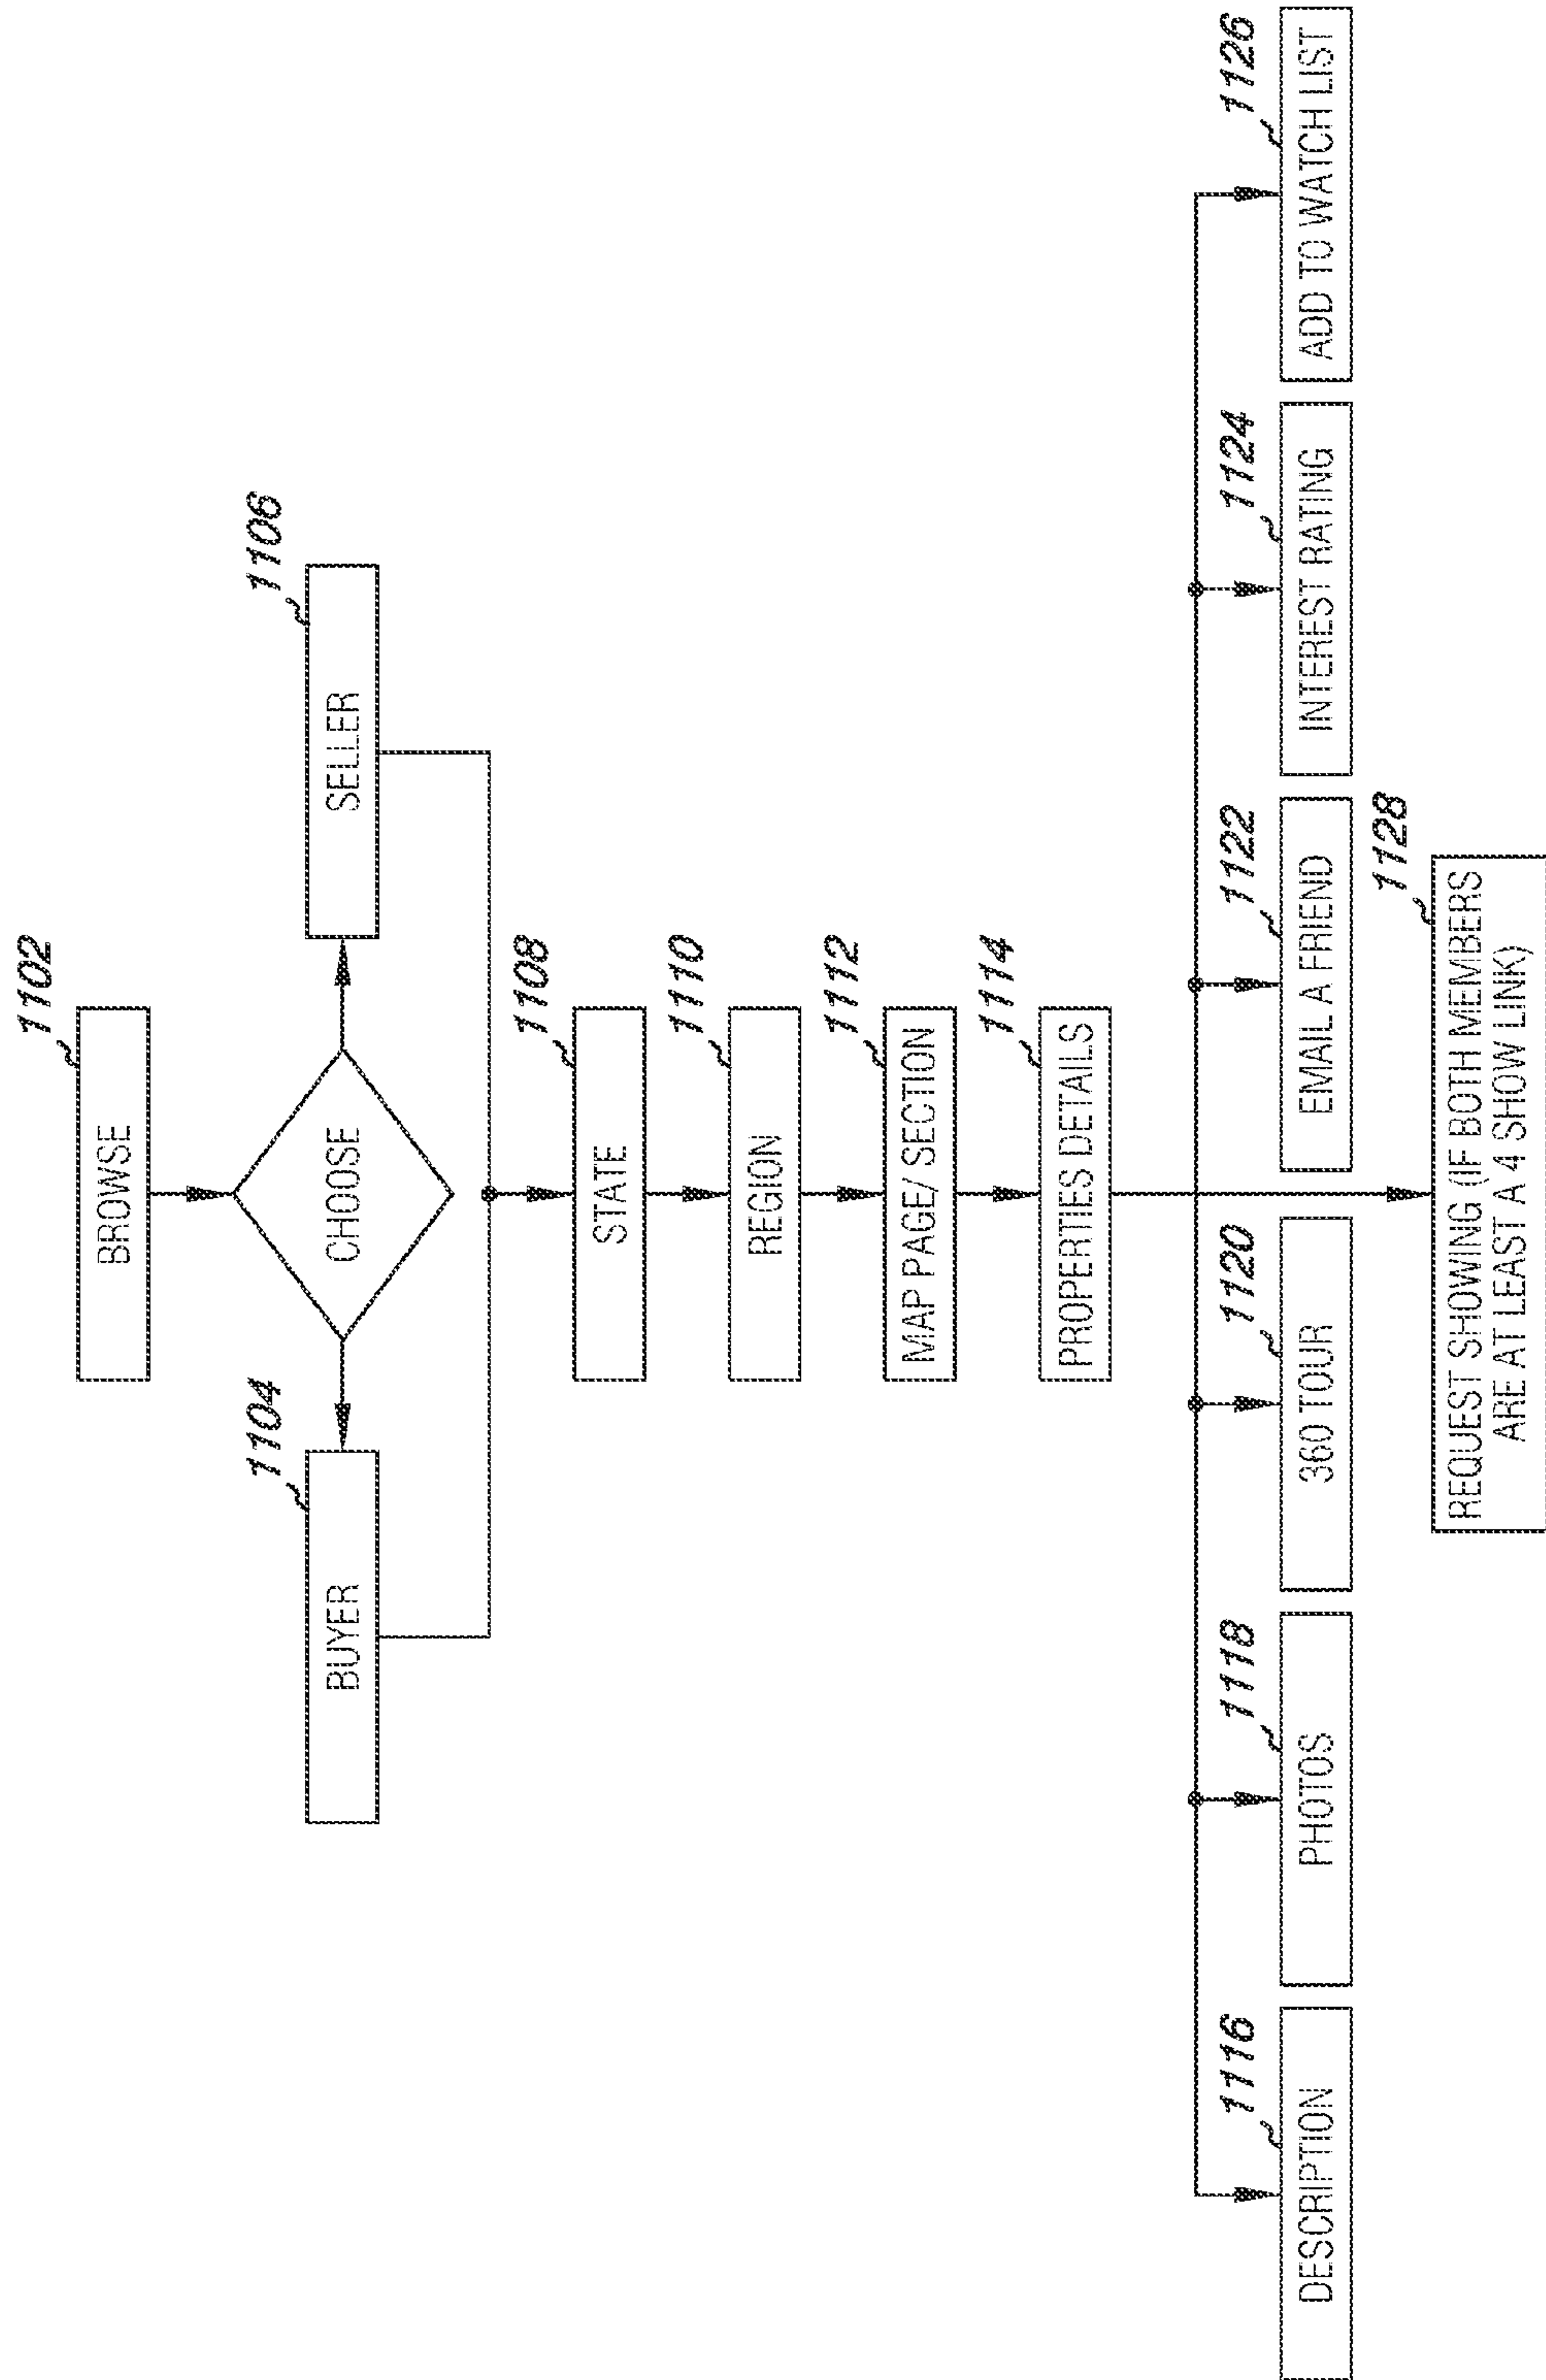 1102
BROWSE
CHOOSE
1104
BUYER
1106
SELLER
1108
STATE
1110
REGION
1112
MAP PAGE/ SECTION
1114
PROPERTIES DETAILS
1116
DESCRIPTION
1118
PHOTOS
1120
360 TOUR
1122
EMAIL A FRIEND
1124
INTEREST RATING
1126
ADD TO WATCH LIST
1128
REQUEST SHOWING (IF BOTH MEMBERS
ARE AT LEAST A 4 SHOW LINK)